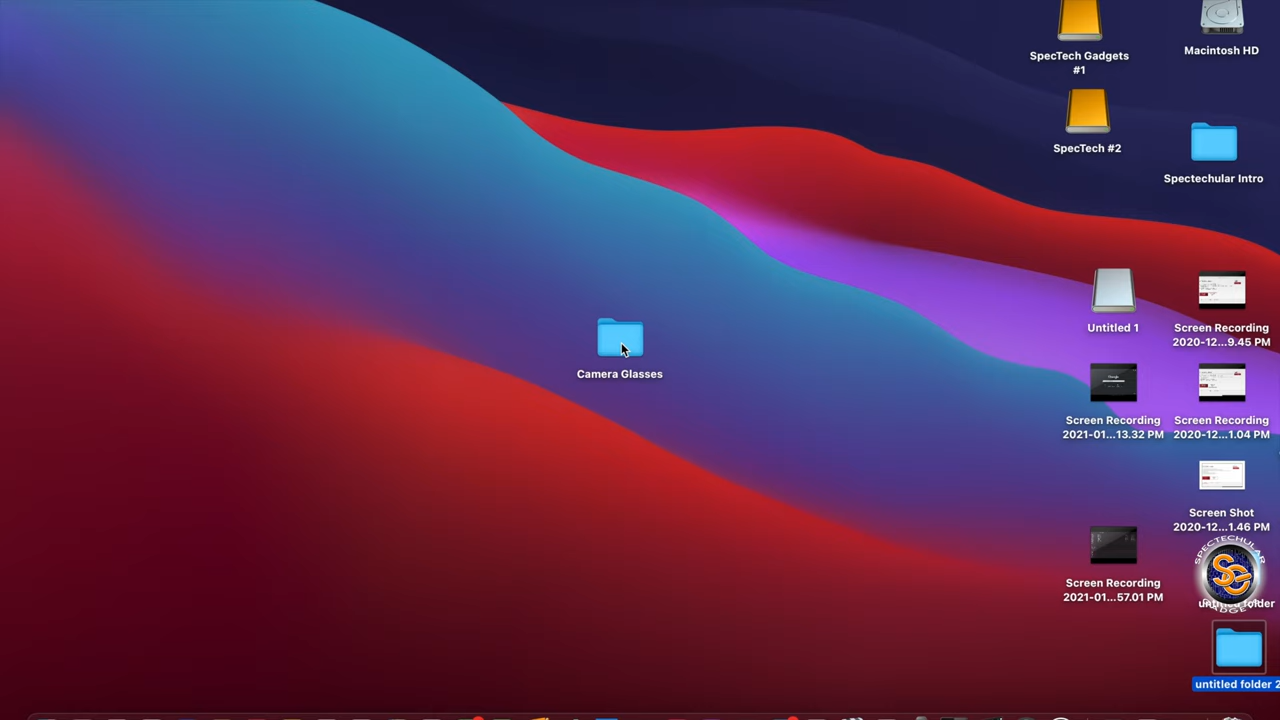 SpecTech Gadgets
#1
Macintosh HD
SpecTech #2
Spectechular Intro
Camera Glasses
Untitled 1
Screen Recording
2020-12...9.45 PM
Screen Recording
2021-01...13.32 PM
Screen Recording
2020-12...1.04 PM
Screen Shot
2020-12...1.46 PM
Screen Recording
2021-01...57.01 PM
SPECTECHULAR
SG
untitled folder
untitled folder 2